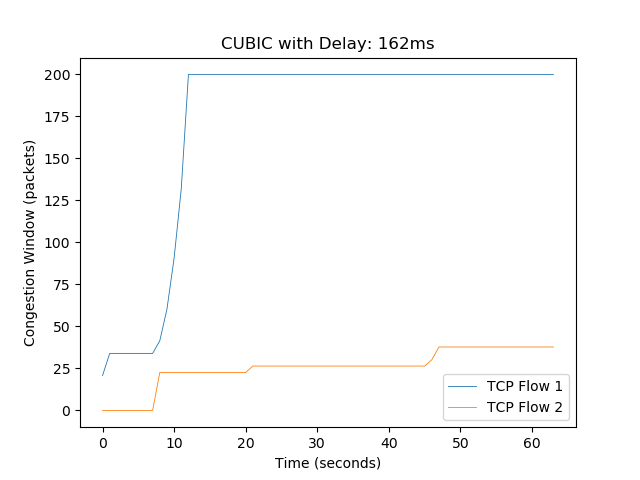 CUBIC with Delay: 162ms
200
175
150
125
100
75
50
25
0
Congestion Window (packets)
TCP Flow 1
TCP Flow 2
0 10 20 30 40 50 60
Time (seconds)